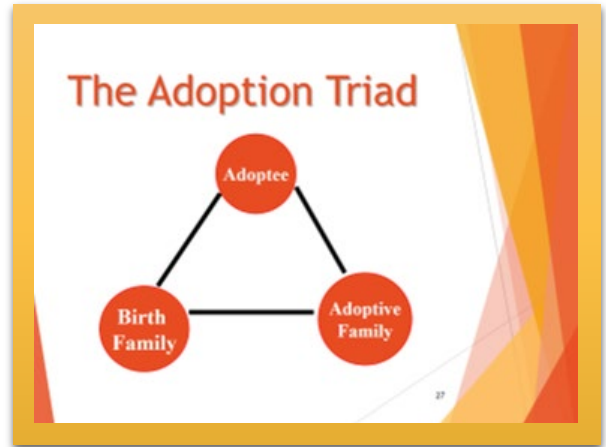 The Adoption Triad
Adoptee
Birth
Family
Adoptive
Family
27